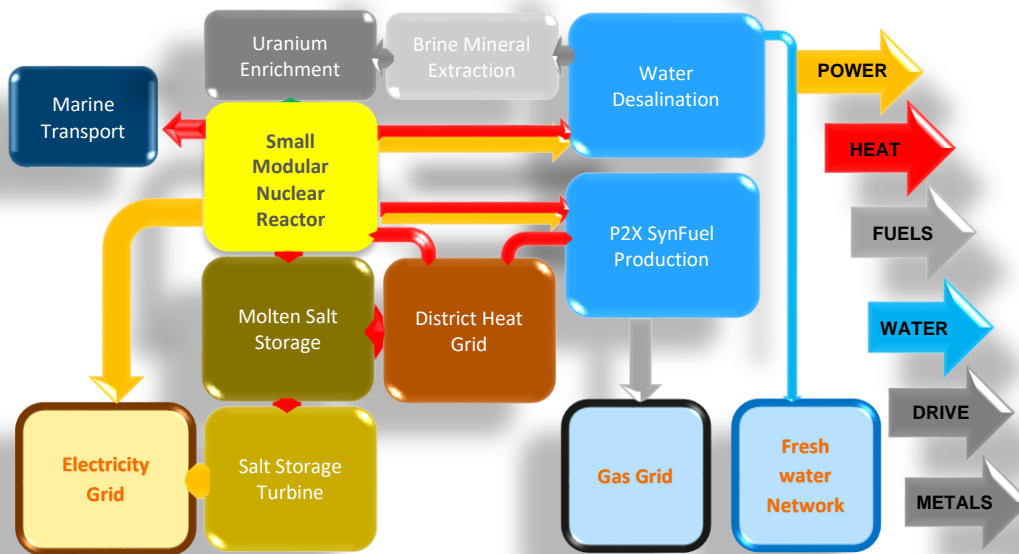 Uranium
Enrichment
Brine Mineral
Extraction
Water
Desalination
POWER
Marine
Transport
Small
Modular
Nuclear
Reactor
HEAT
P2X SynFuel
Production
FUELS
Molten Salt
Storage
District Heat
Grid
WATER
Electricity
Grid
Salt Storage
Turbine
Gas Grid
Fresh
water
Network
DRIVE
METALS